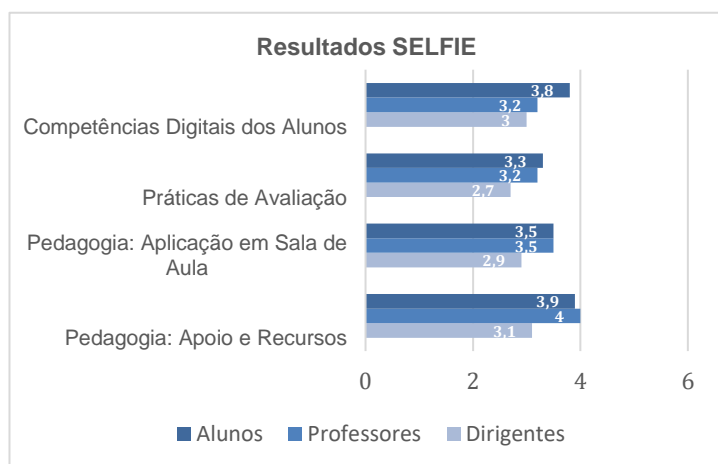 Resultados SELFIE
3,8
3,2
Competências Digitais dos Alunos
3
3,3
3,2
Práticas de Avaliação
2,7
3,5
Pedagogia: Aplicação em Sala de
Aula
3,5
2,9
3,9
4
Pedagogia: Apoio e Recursos
3,1
0 2 4 6
Alunos Professores Dirigentes